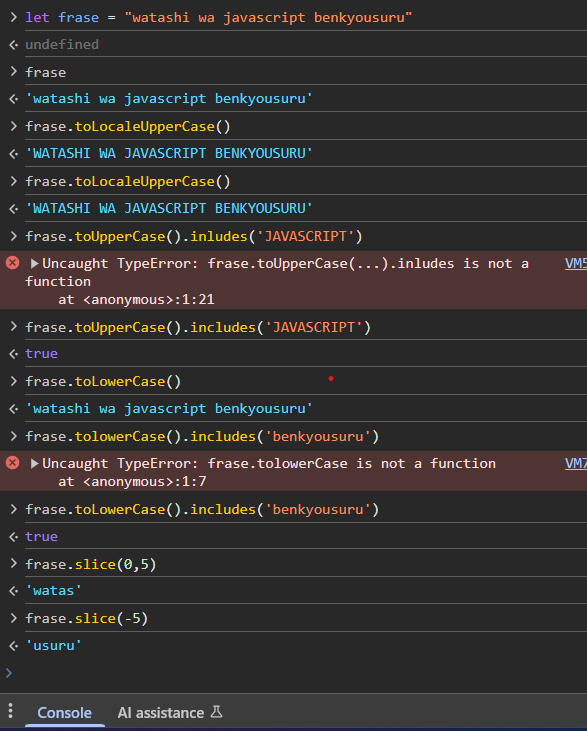 > let frase = "watashi wa javascript benkyousuru"
undefined
> frase
'watashi wa javascript benkyousuru'
> frase.toLocaleUpperCase()
'WATASHI WA JAVASCRIPT BENKYOUSURU'
> frase.toLocaleUpperCase()
'WATASHI WA JAVASCRIPT BENKYOUSURU'
> frase.toUpperCase().inludes('JAVASCRIPT')
Uncaught TypeError: frase.toUpperCase(...).inludes is not a VM5
function
at <anonymous>:1:21
> frase.toUpperCase().includes('JAVASCRIPT')
true
> frase.toLowerCase()
'watashi wa javascript benkyousuru'
> frase.tolowerCase().includes('benkyousuru')
Uncaught TypeError: frase.tolowerCase is not a function VM7
at <anonymous>:1:7
> frase.toLowerCase().includes('benkyousuru')
true
> frase.slice(0,5)
'watas'
> frase.slice(-5)
'usuru'
>
Console AI assistance